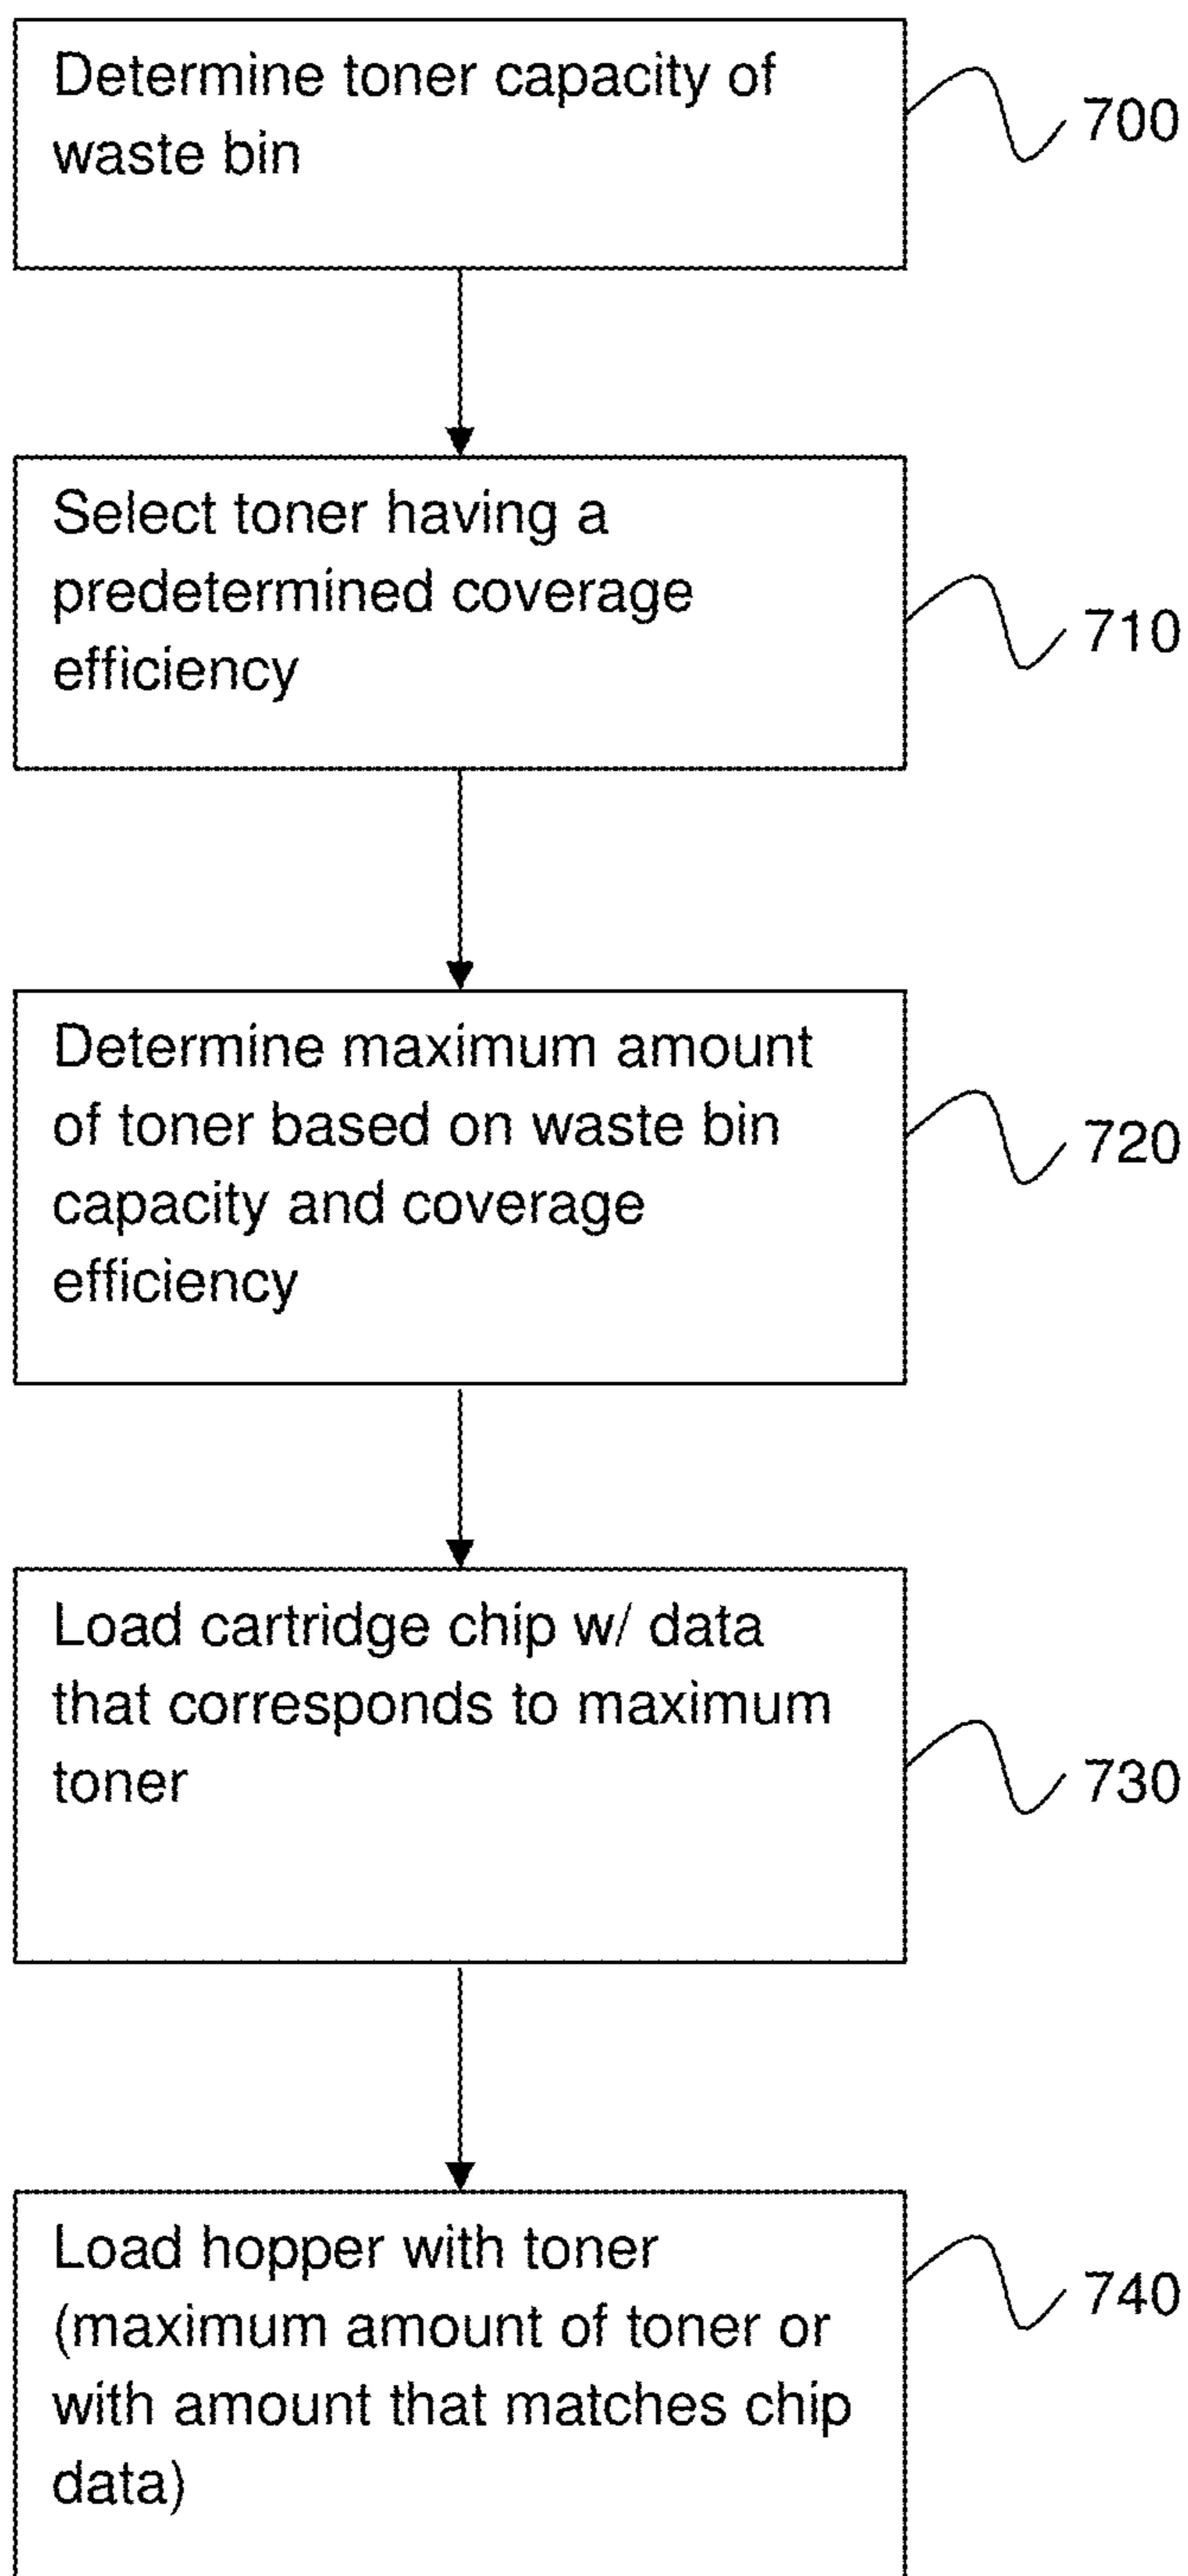 Determine toner capacity of
waste bin
700
Select toner having a
predetermined coverage
efficiency
710
Determine maximum amount
of toner based on waste bin
capacity and coverage
efficiency
720
Load cartridge chip w/ data
that corresponds to maximum
toner
730
Load hopper with toner
(maximum amount of toner or
with amount that matches chip
data)
740